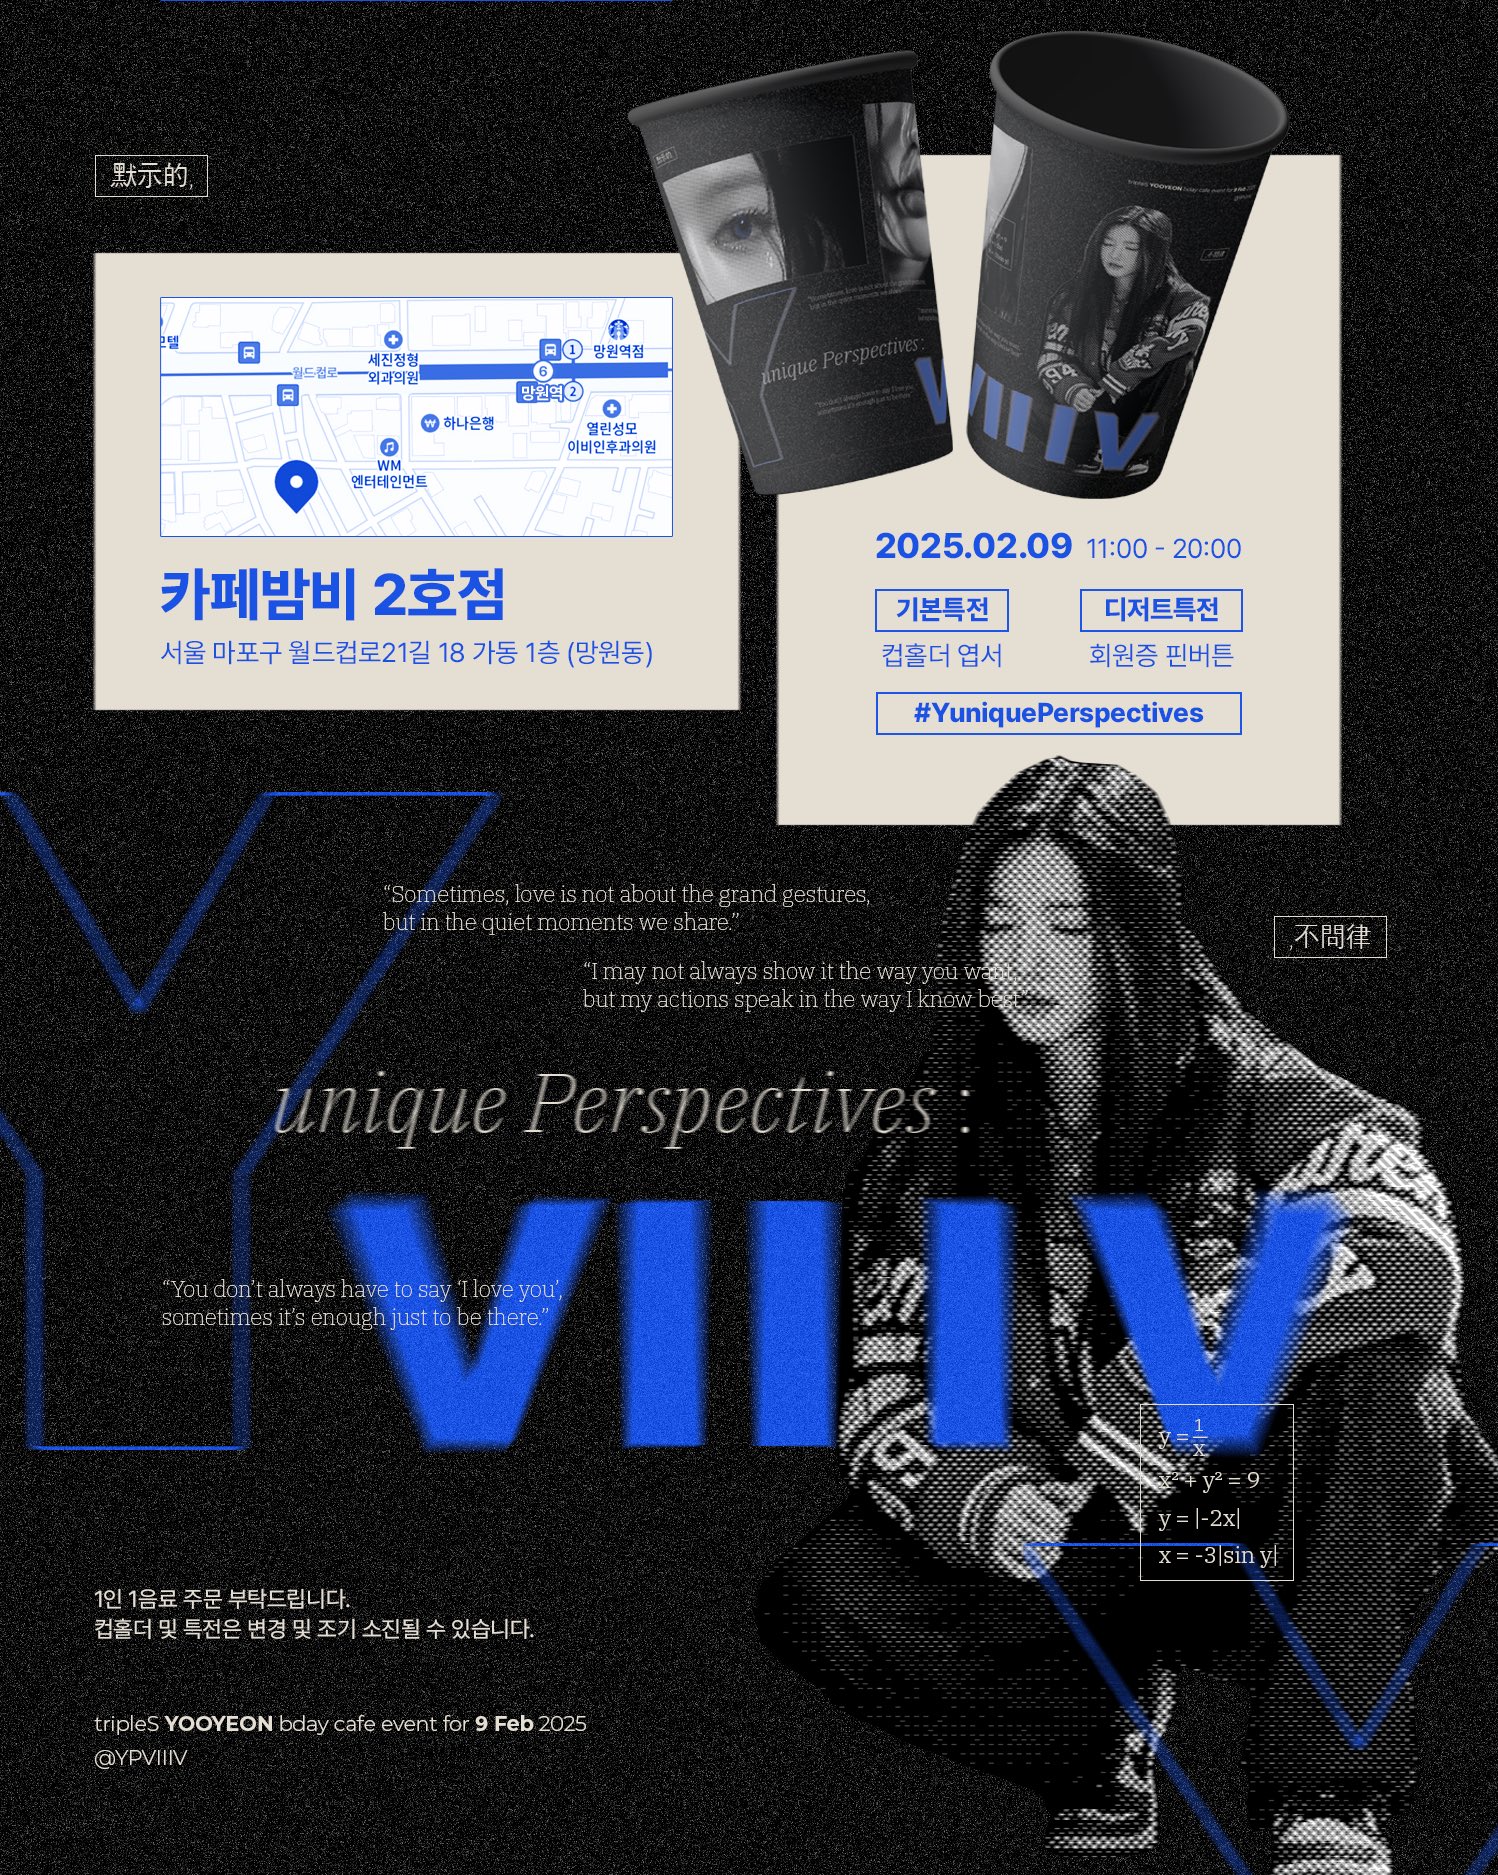 默示的,
세진정형
외과의원
월드컵로
1
6
망원역
2
망원역점
하나은행
열린성모
이비인후과의원
WM
엔터테인먼트
카페밤비 2호점
서울 마포구 월드컵로21길 18 가동 1층 (망원동)
unique Perspectives :
tripleS YOOYEON bday cafe event for 9 Feb
VIIIV
2025.02.09 11:00 - 20:00
기본특전 디저트특전
컵홀더 엽서 회원증 핀버튼
#YuniquePerspectives
“Sometimes, love is not about the grand gestures,
but in the quiet moments we share.”
,不問律
“I may not always show it the way you want,
but my actions speak in the way I know best”
Y
unique Perspectives :
VIIIV
“You don’t always have to say ‘I love you’,
sometimes it’s enough just to be there.”
y = 1/x
x² + y² = 9
y = |-2x|
x = -3|sin y|
1인 1음료 주문 부탁드립니다.
컵홀더 및 특전은 변경 및 조기 소진될 수 있습니다.
tripleS YOOYEON bday cafe event for 9 Feb 2025
@YPVIIIV